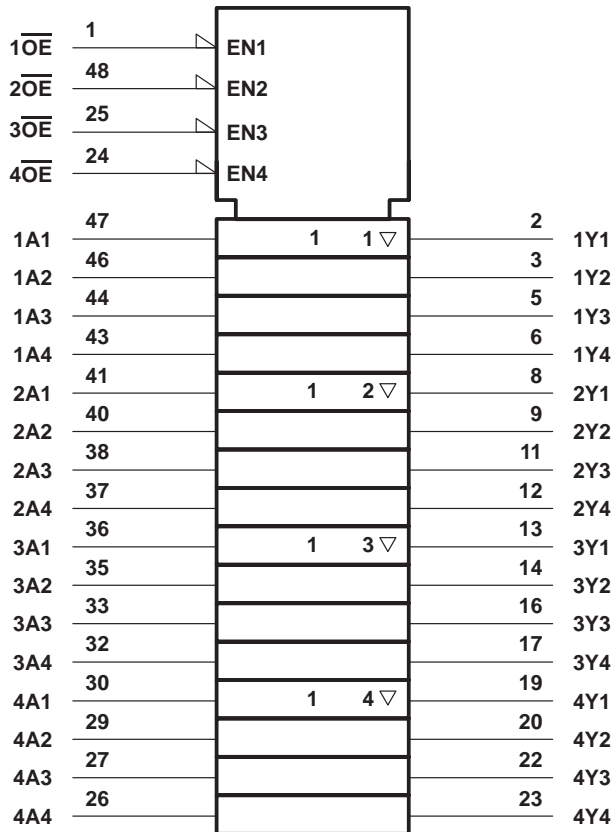 1O̅E̅ 1 EN1
2O̅E̅ 48 EN2
3O̅E̅ 25 EN3
4O̅E̅ 24 EN4
1A1 47 1 1 ▽ 2 1Y1
1A2 46 3 1Y2
1A3 44 5 1Y3
1A4 43 6 1Y4
2A1 41 1 2 ▽ 8 2Y1
2A2 40 9 2Y2
2A3 38 11 2Y3
2A4 37 12 2Y4
3A1 36 1 3 ▽ 13 3Y1
3A2 35 14 3Y2
3A3 33 16 3Y3
3A4 32 17 3Y4
4A1 30 1 4 ▽ 19 4Y1
4A2 29 20 4Y2
4A3 27 22 4Y3
4A4 26 23 4Y4